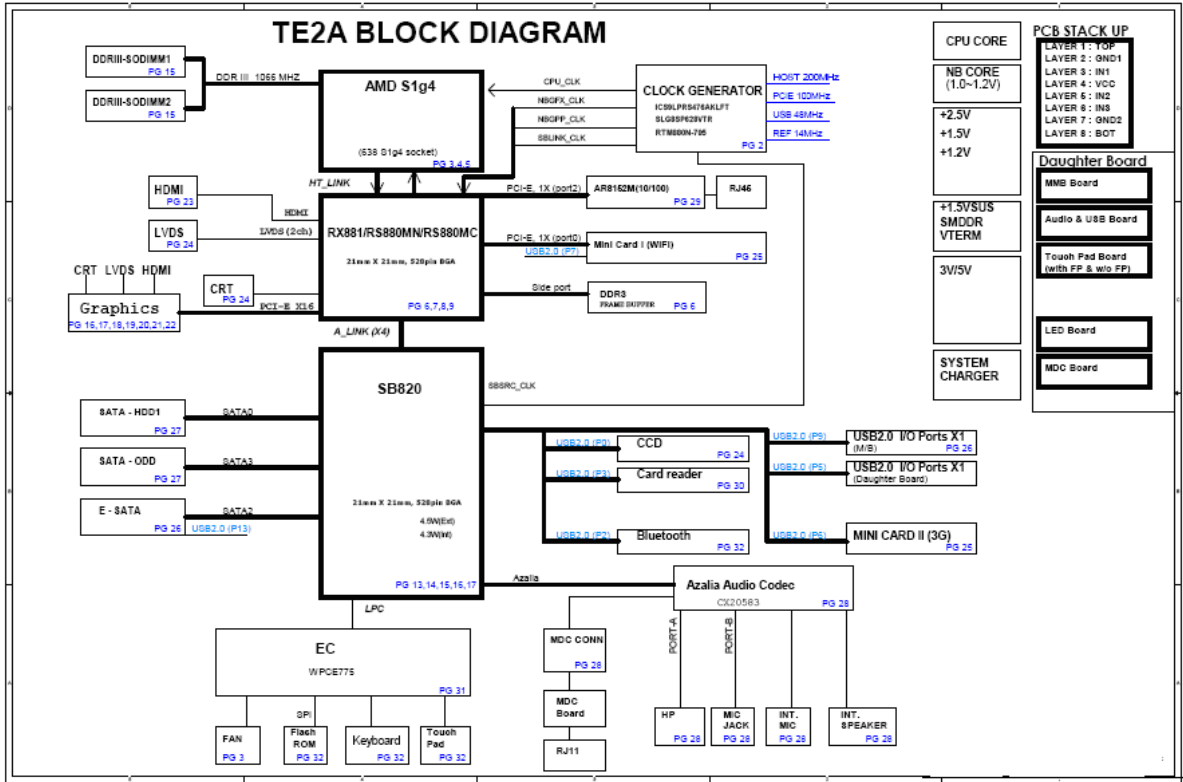 TE2A BLOCK DIAGRAM
DDRIII-SODIMM1
PG 15
DDRIII-SODIMM2
PG 15
DDR III 1066 MHZ
AMD S1g4
(638 S1g4 socket)
PG 3,4,5
CPU_CLK
NBGFX_CLK
NBGPP_CLK
SBLINK_CLK
CLOCK GENERATOR
ICS9LPRS476AKLFT
SLG8SP628VTR
RTM880N-795
PG 2
HOST 200MHz
PCIE 100MHz
USB 48MHz
REF 14MHz
CPU CORE
NB CORE
(1.0~1.2V)
+2.5V
+1.5V
+1.2V
+1.5VSUS
SMDDR
VTERM
3V/5V
SYSTEM
CHARGER
PCB STACK UP
LAYER 1 : TOP
LAYER 2 : GND1
LAYER 3 : IN1
LAYER 4 : VCC
LAYER 5 : IN2
LAYER 6 : IN3
LAYER 7 : GND2
LAYER 8 : BOT
Daughter Board
MMB Board
Audio & USB Board
Touch Pad Board
(with FP & w/o FP)
LED Board
MDC Board
HT_LINK
HDMI
PG 23
HDMI
LVDS
PG 24
LVDS (2ch)
CRT LVDS HDMI
Graphics
PG 16,17,18,19,20,21,22
CRT
PG 24
PCI-E X16
RX881/RS880MN/RS880MC
21mm X 21mm, 528pin BGA
PG 6,7,8,9
PCI-E, 1X (port2)
AR8152M(10/100)
PG 29
RJ45
PCI-E, 1X (port0)
USB2.0 (P7)
Mini Card I (WIFI)
PG 25
Side port
DDR3
FRAME BUFFER
PG 6
A_LINK (X4)
SB820
21mm X 21mm, 528pin BGA
4.5W(Ext)
4.3W(Int)
PG 13,14,15,16,17
SBSRC_CLK
SATA - HDD1
PG 27
SATA0
SATA - ODD
PG 27
SATA3
E - SATA
PG 26
SATA2
USB2.0 (P13)
USB2.0 (P0)
CCD
PG 24
USB2.0 (P3)
Card reader
PG 30
USB2.0 (P2)
Bluetooth
PG 32
USB2.0 (P9)
USB2.0 I/O Ports X1
(M/B)
PG 26
USB2.0 (P5)
USB2.0 I/O Ports X1
(Daughter Board)
USB2.0 (P6)
MINI CARD II (3G)
PG 25
Azalia
Azalia Audio Codec
CX20583
PG 28
LPC
EC
WPCE775
PG 31
FAN
PG 3
SPI
Flash
ROM
PG 32
Keyboard
PG 32
Touch
Pad
PG 32
MDC CONN
PG 28
MDC
Board
RJ11
PORT-A
PORT-B
HP
PG 28
MIC
JACK
PG 28
INT.
MIC
PG 28
INT.
SPEAKER
PG 28